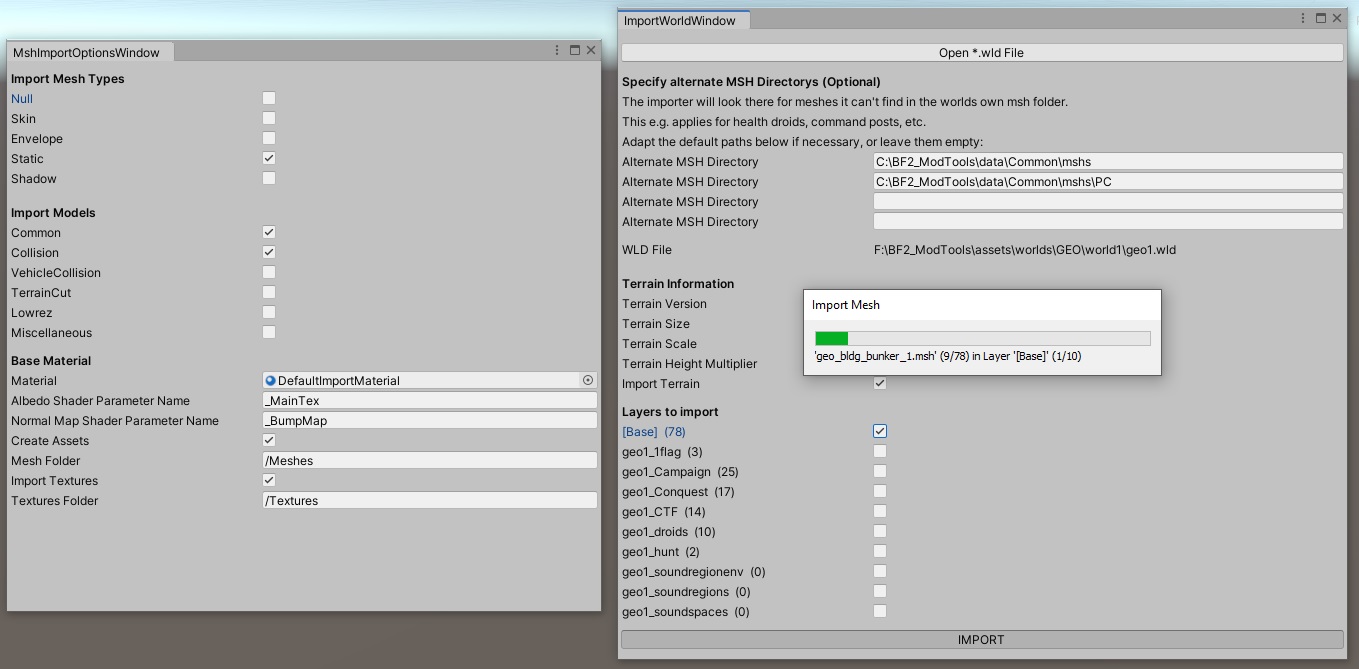 MshImportOptionsWindow
Import Mesh Types
Null
Skin
Envelope
Static
Shadow
Import Models
Common
Collision
VehicleCollision
TerrainCut
Lowrez
Miscellaneous
Base Material
Material DefaultImportMaterial
Albedo Shader Parameter Name _MainTex
Normal Map Shader Parameter Name _BumpMap
Create Assets
Mesh Folder /Meshes
Import Textures
Textures Folder /Textures
ImportWorldWindow
Open *.wld File
Specify alternate MSH Directorys (Optional)
The importer will look there for meshes it can't find in the worlds own msh folder.
This e.g. applies for health droids, command posts, etc.
Adapt the default paths below if necessary, or leave them empty:
Alternate MSH Directory C:\BF2_ModTools\data\Common\mshs
Alternate MSH Directory C:\BF2_ModTools\data\Common\mshs\PC
Alternate MSH Directory
Alternate MSH Directory
WLD File F:\BF2_ModTools\assets\worlds\GEO\world1\geo1.wld
Terrain Information
Terrain Version
Terrain Size
Terrain Scale
Terrain Height Multiplier
Import Terrain
Import Mesh
'geo_bldg_bunker_1.msh' (9/78) in Layer '[Base]' (1/10)
Layers to import
[Base] (78)
geo1_1flag (3)
geo1_Campaign (25)
geo1_Conquest (17)
geo1_CTF (14)
geo1_droids (10)
geo1_hunt (2)
geo1_soundregionenv (0)
geo1_soundregions (0)
geo1_soundspaces (0)
IMPORT